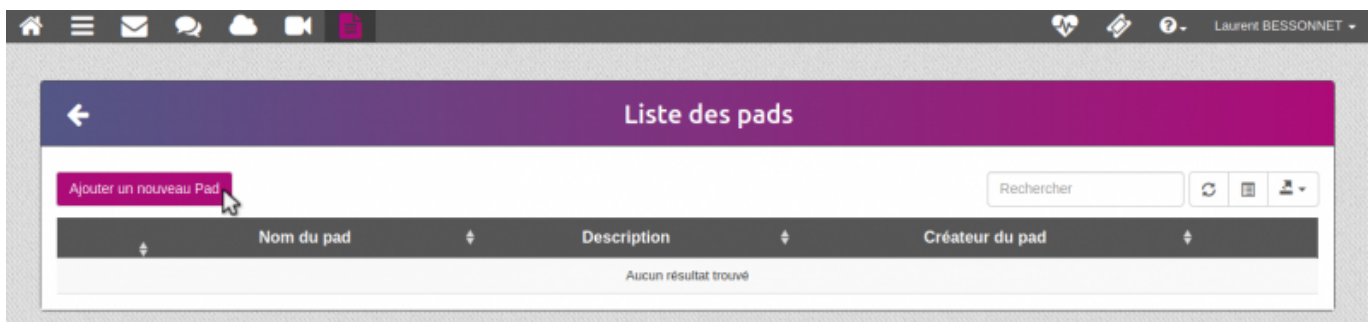 Laurent BESSONNET
Liste des pads
Ajouter un nouveau Pad
Rechercher
Nom du pad Description Créateur du pad
Aucun résultat trouvé